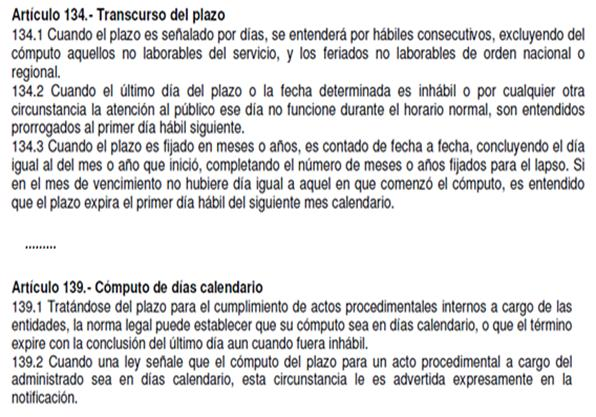 Artículo 134.- Transcurso del plazo
134.1 Cuando el plazo es señalado por días, se entenderá por hábiles consecutivos, excluyendo del
cómputo aquellos no laborables del servicio, y los feriados no laborables de orden nacional o
regional.
134.2 Cuando el último día del plazo o la fecha determinada es inhábil o por cualquier otra
circunstancia la atención al público ese día no funcione durante el horario normal, son entendidos
prorrogados al primer día hábil siguiente.
134.3 Cuando el plazo es fijado en meses o años, es contado de fecha a fecha, concluyendo el día
igual al del mes o año que inició, completando el número de meses o años fijados para el lapso. Si
en el mes de vencimiento no hubiere día igual a aquel en que comenzó el cómputo, es entendido
que el plazo expira el primer día hábil del siguiente mes calendario.
.........
Artículo 139.- Cómputo de días calendario
139.1 Tratándose del plazo para el cumplimiento de actos procedimentales internos a cargo de las
entidades, la norma legal puede establecer que su cómputo sea en días calendario, o que el término
expire con la conclusión del último día aun cuando fuera inhábil.
139.2 Cuando una ley señale que el cómputo del plazo para un acto procedimental a cargo del
administrado sea en días calendario, esta circunstancia le es advertida expresamente en la
notificación.